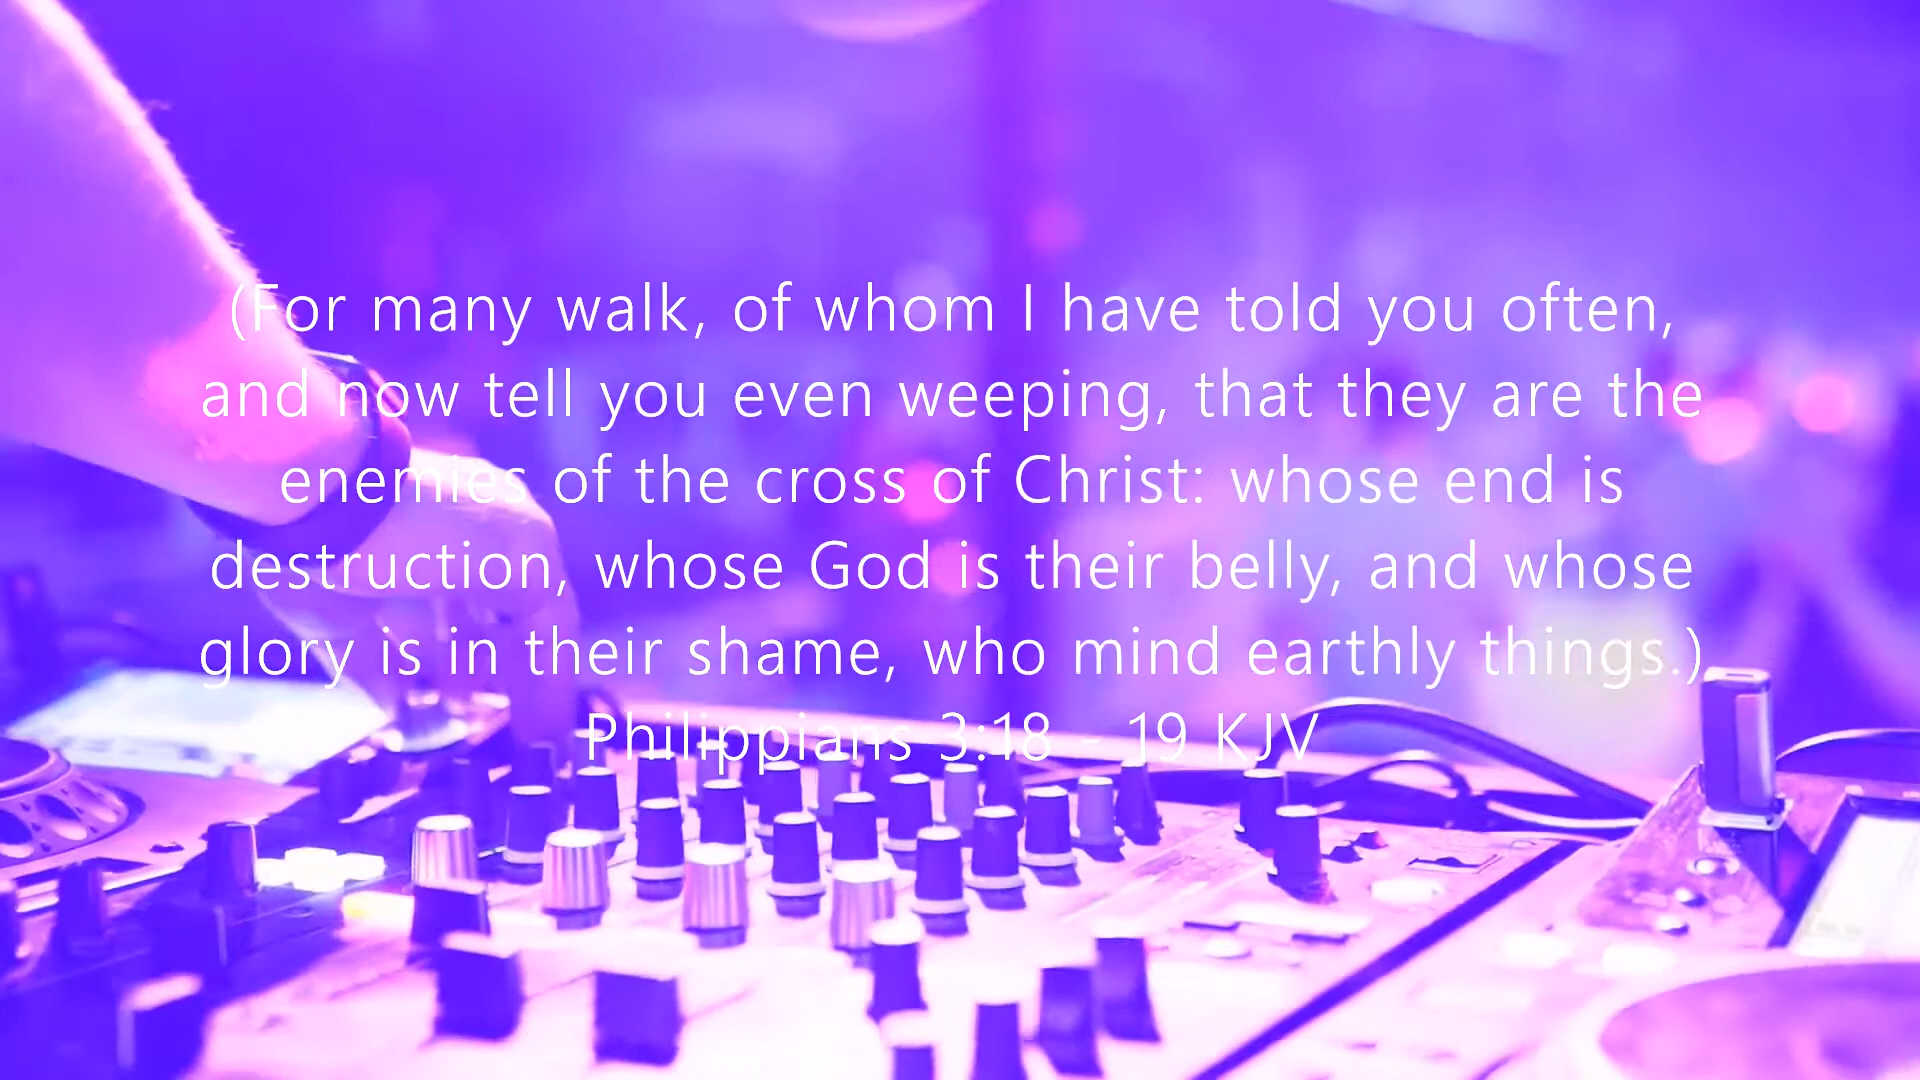 (For many walk, of whom I have told you often,
and now tell you even weeping, that they are the
enemies of the cross of Christ: whose end is
destruction, whose God is their belly, and whose
glory is in their shame, who mind earthly things.)
Philippians 3:18 - 19 KJV